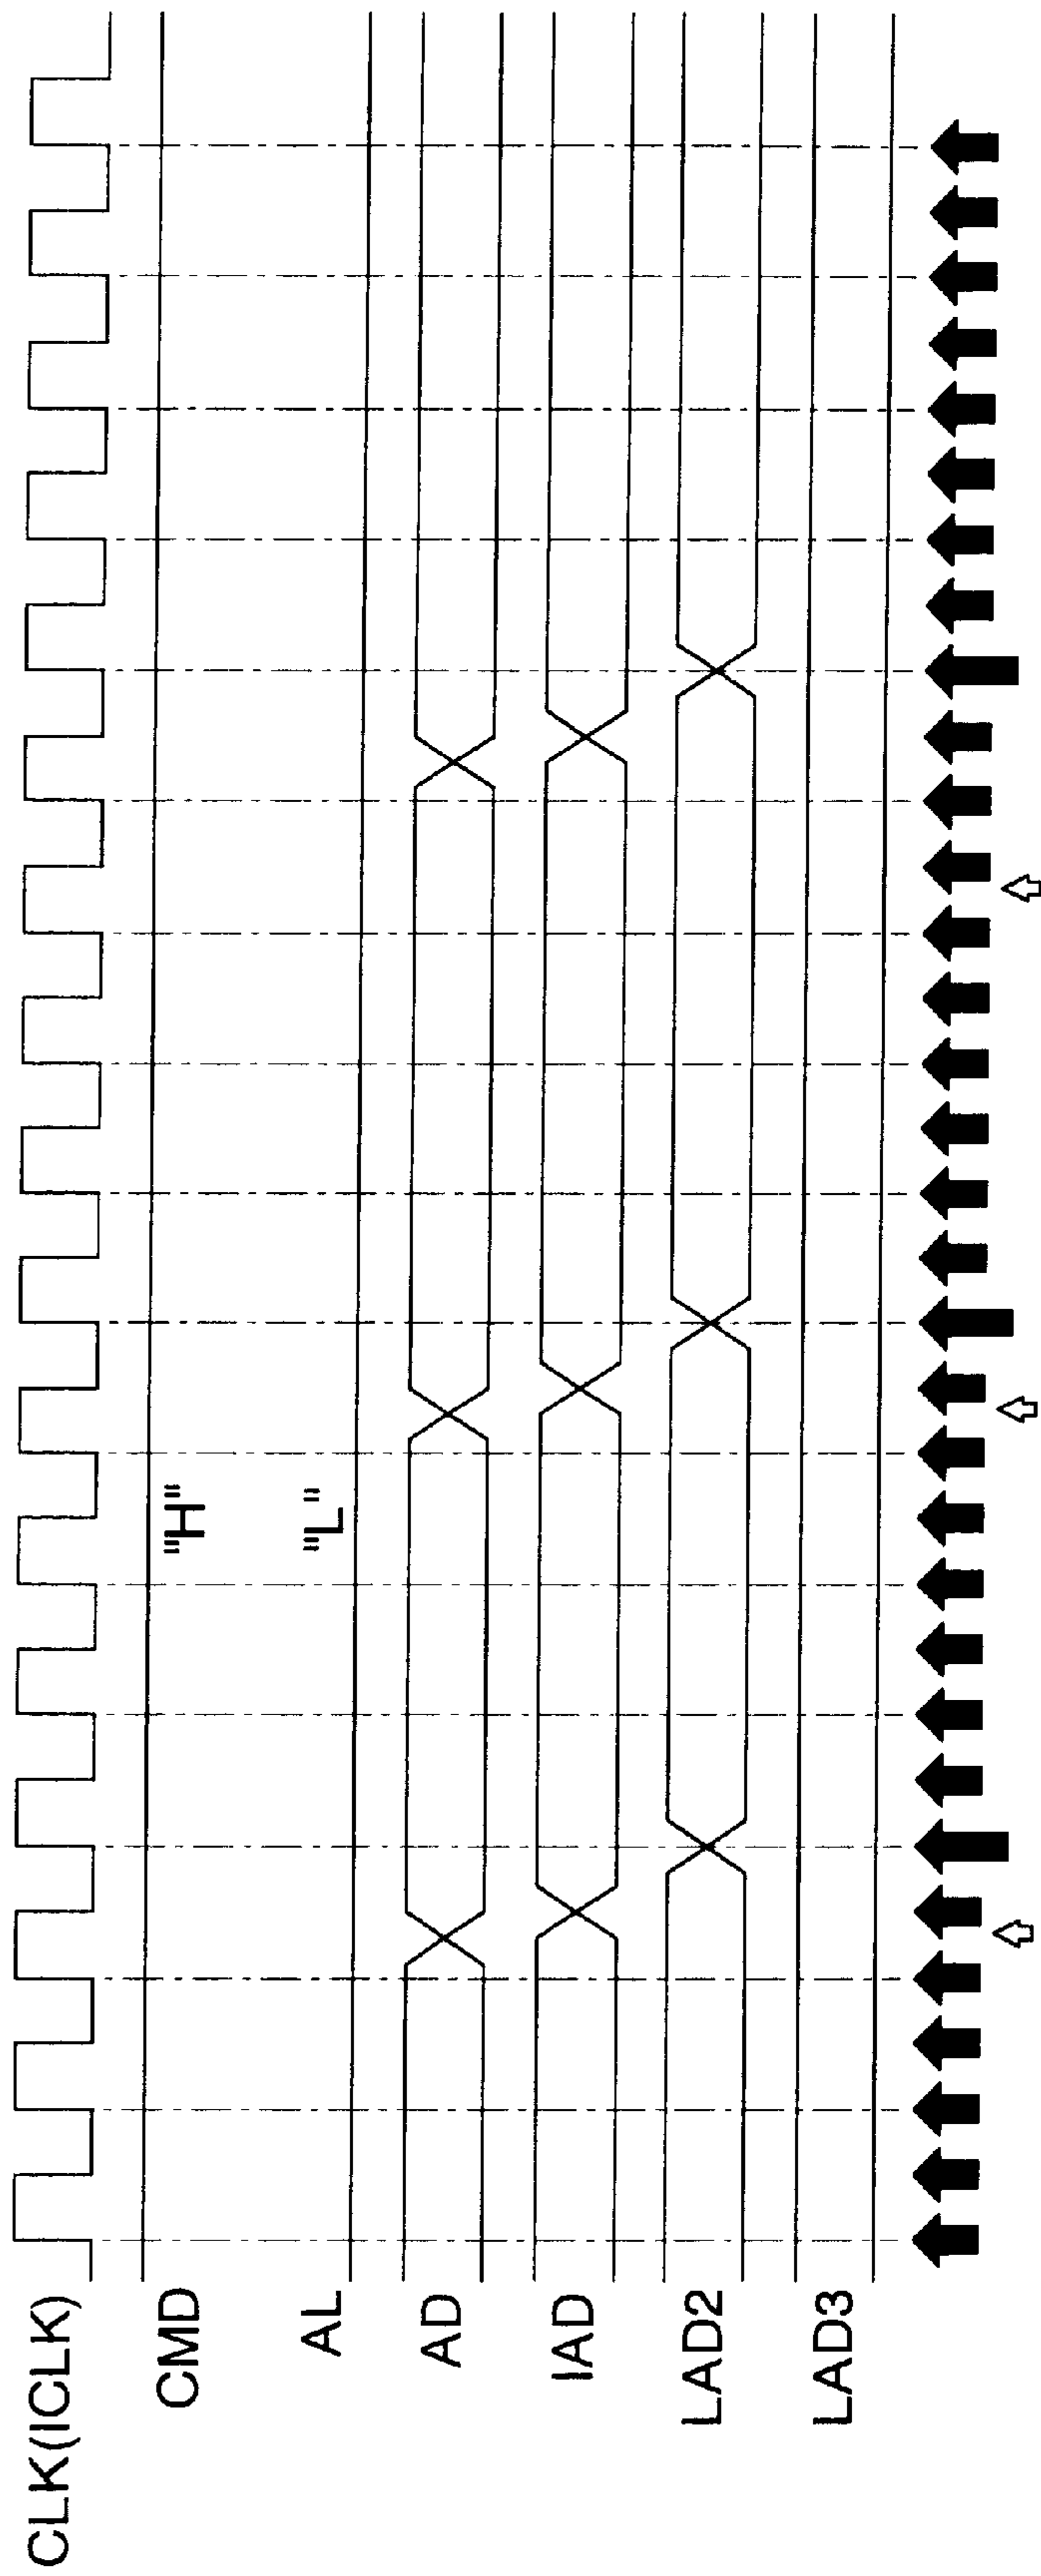 CLK(ICLK)
CMD
"H"
AL
"L"
AD
IAD
LAD2
LAD3